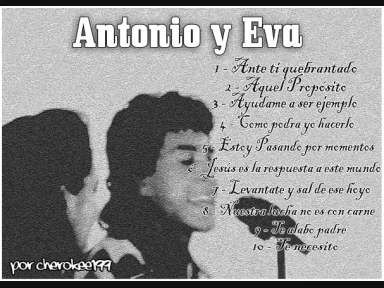 Antonio y Eva
1 - Ante ti quebrantado
2 - Aquel Propósito
3 - Ayudame a ser ejemplo
4 - Como podra yo hacerlo
5 - Estoy Pasando por momentos
6 - Jesús es la respuesta a este mundo
7 - Levantate y sal de ese hoyo
8 - Nuestra lucha no es con carne
9 - Te alabo padre
10 - Te necesito
por cherokee199